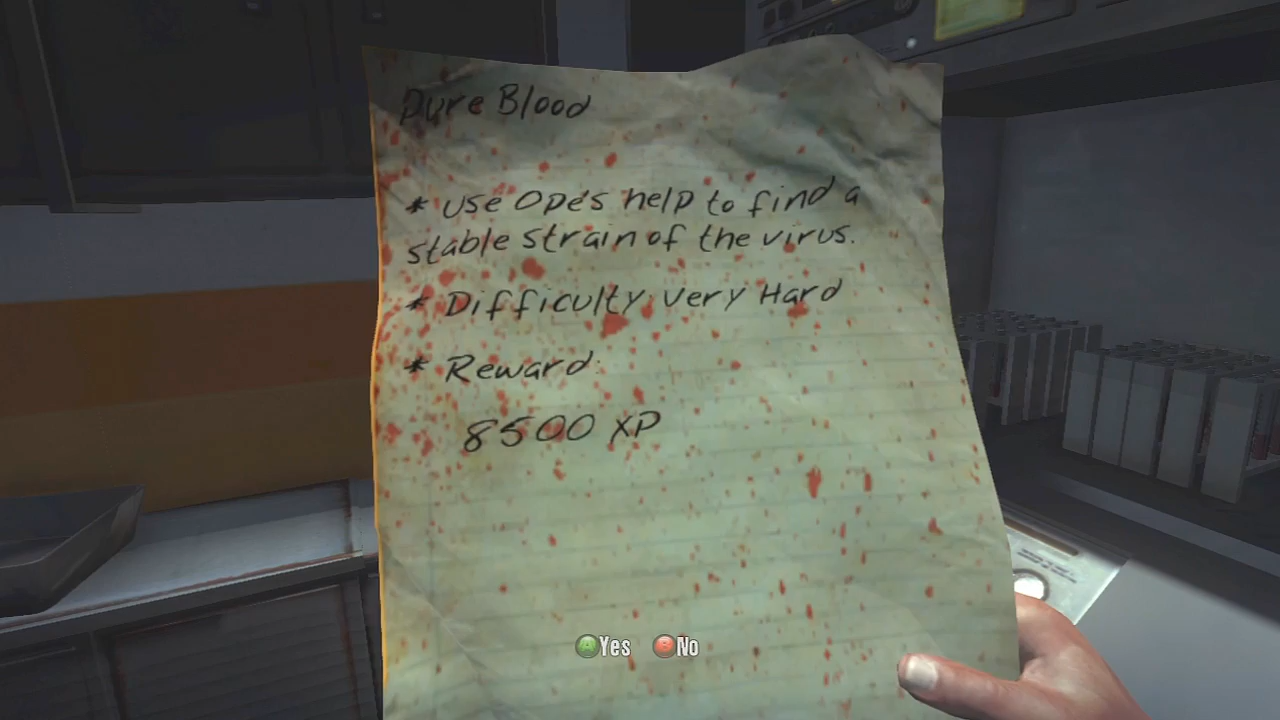 Pure Blood
* Use Ope's help to find a
stable strain of the virus.
* Difficulty: Very Hard
* Reward:
8500 XP
A Yes B No